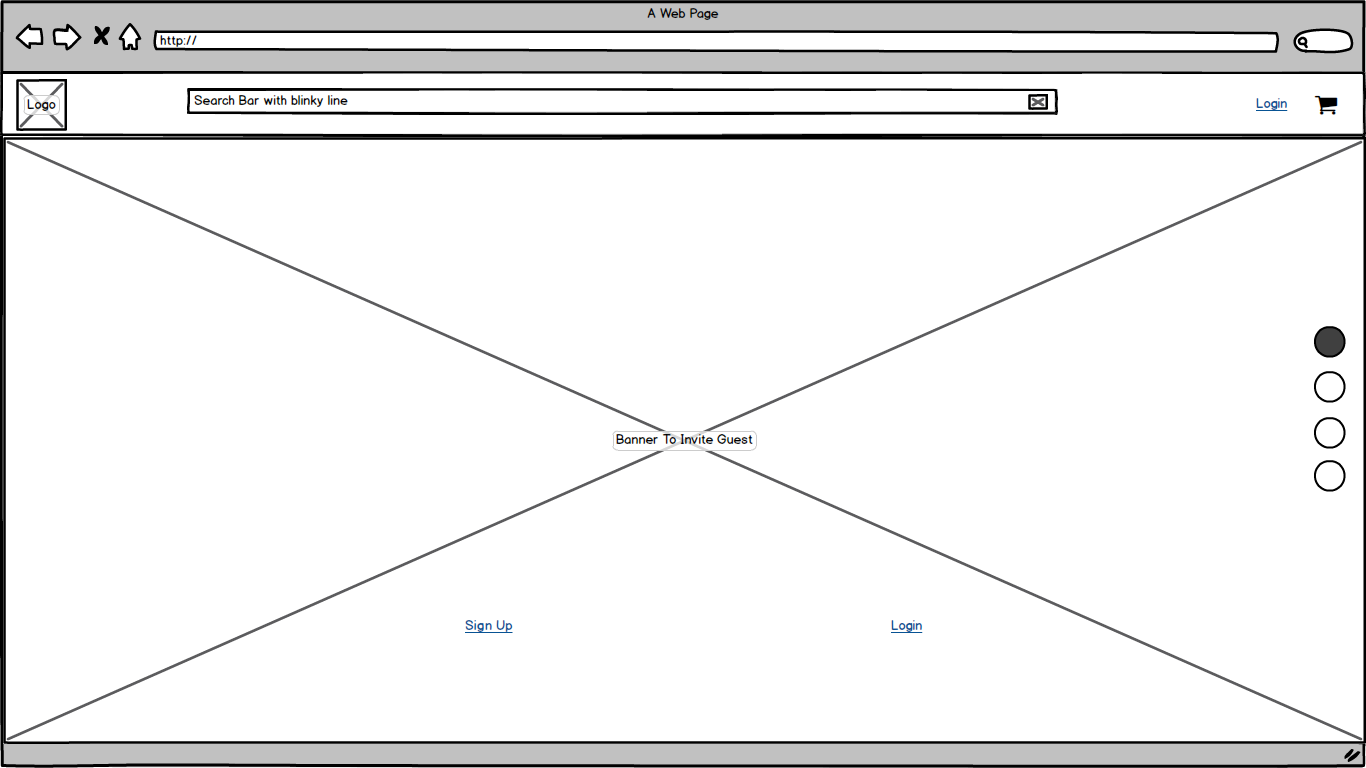 A Web Page
http://
Logo
Search Bar with blinky line
Login
Banner To Invite Guest
Sign Up
Login